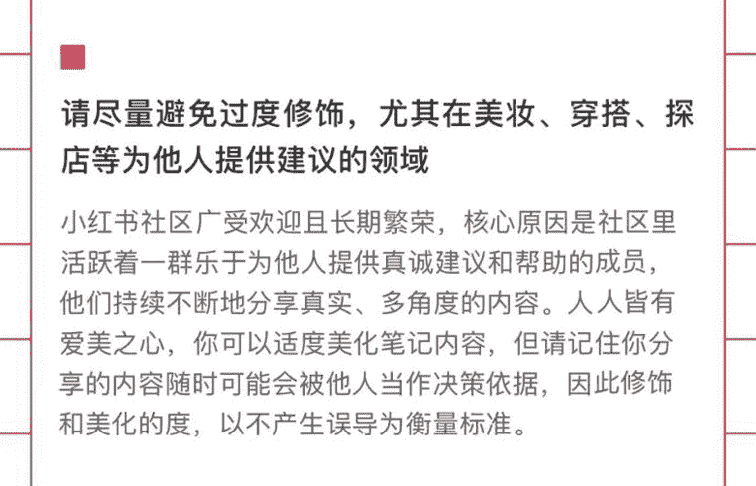 请尽量避免过度修饰，尤其在美妆、穿搭、探
店等为他人提供建议的领域
小红书社区广受欢迎且长期繁荣，核心原因是社区里
活跃着一群乐于为他人提供真诚建议和帮助的成员，
他们持续不断地分享真实、多角度的内容。人人皆有
爱美之心，你可以适度美化笔记内容，但请记住你分
享的内容随时可能会被他人当作决策依据，因此修饰
和美化的度，以不产生误导为衡量标准。